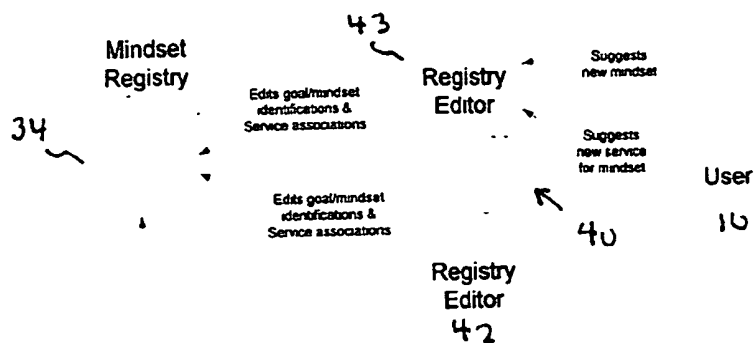 43
Mindset
Registry
Registry
Editor
Suggests
new mindset
Edits goal/mindset
identifications &
Service associations
34
Suggests
new service
for mindset
User
10
Edits goal/mindset
identifications &
Service associations
40
Registry
Editor
42